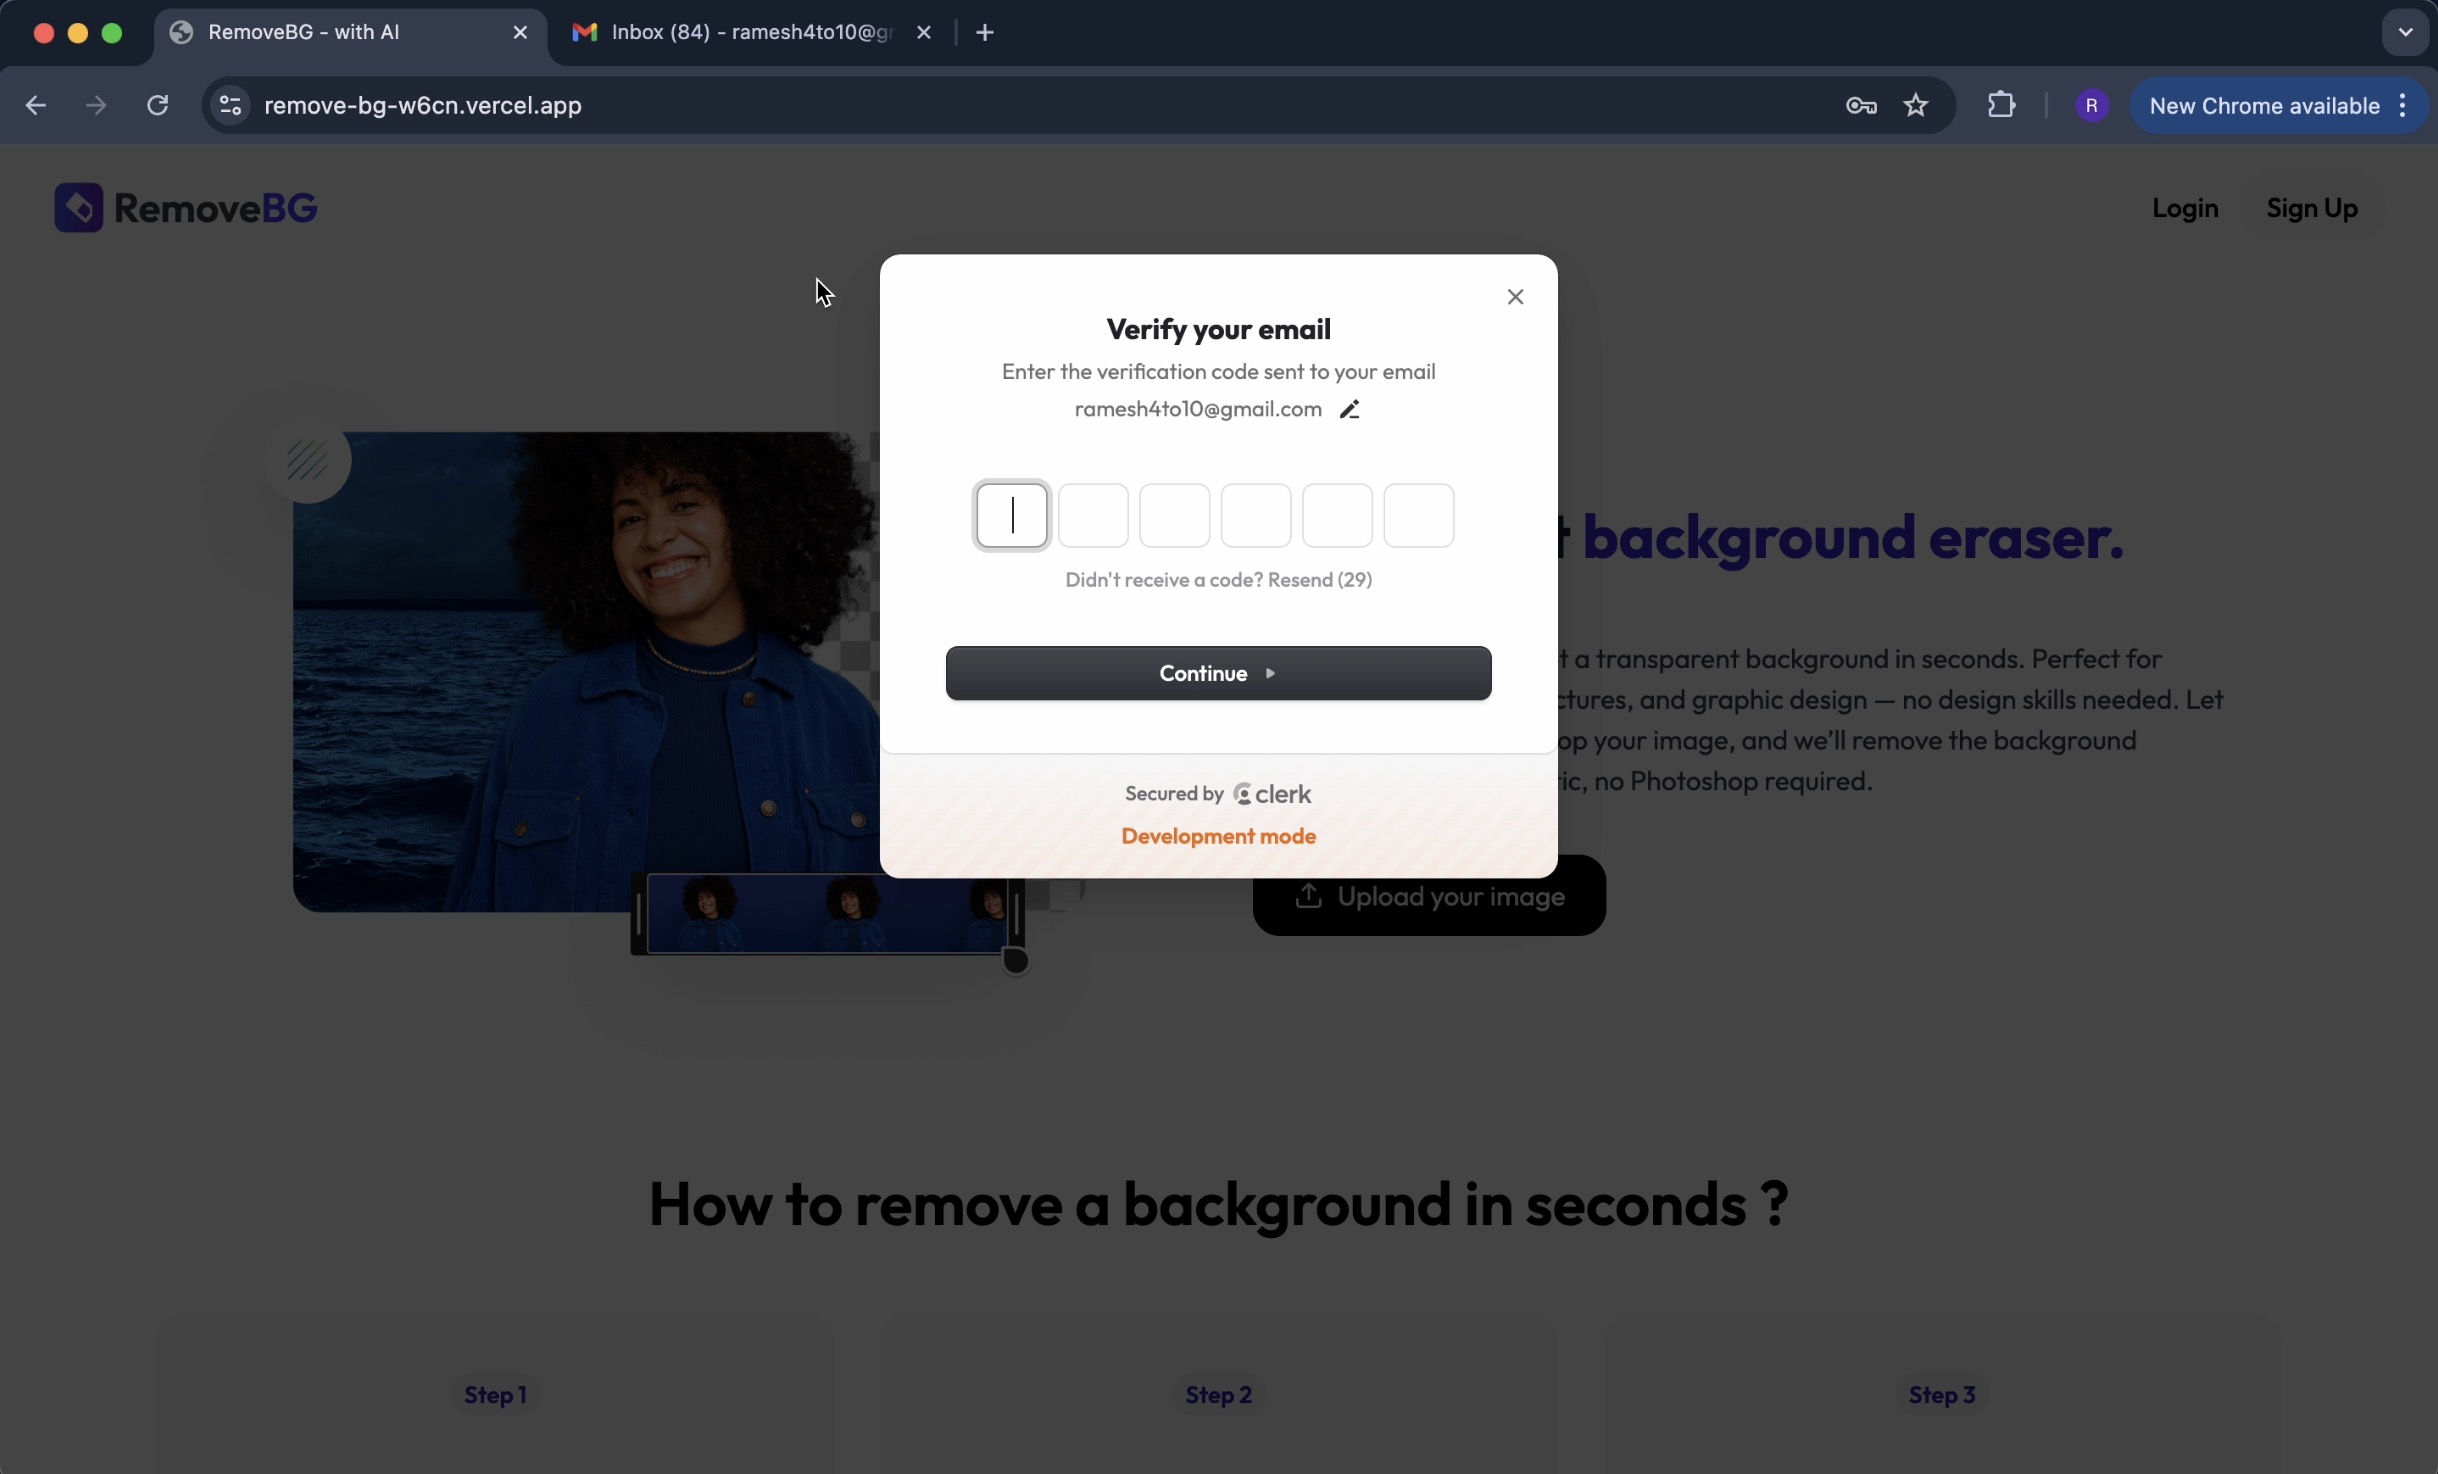 RemoveBG - with AI
Inbox (84) - ramesh4to10@gr
remove-bg-w6cn.vercel.app
R
New Chrome available
RemoveBG
Login
Sign Up
Verify your email
Enter the verification code sent to your email
ramesh4to10@gmail.com
Didn't receive a code? Resend (29)
Continue
Secured by clerk
Development mode
t background eraser.
t a transparent background in seconds. Perfect for
ctures, and graphic design — no design skills needed. Let
op your image, and we'll remove the background
ic, no Photoshop required.
Upload your image
How to remove a background in seconds ?
Step 1
Step 2
Step 3